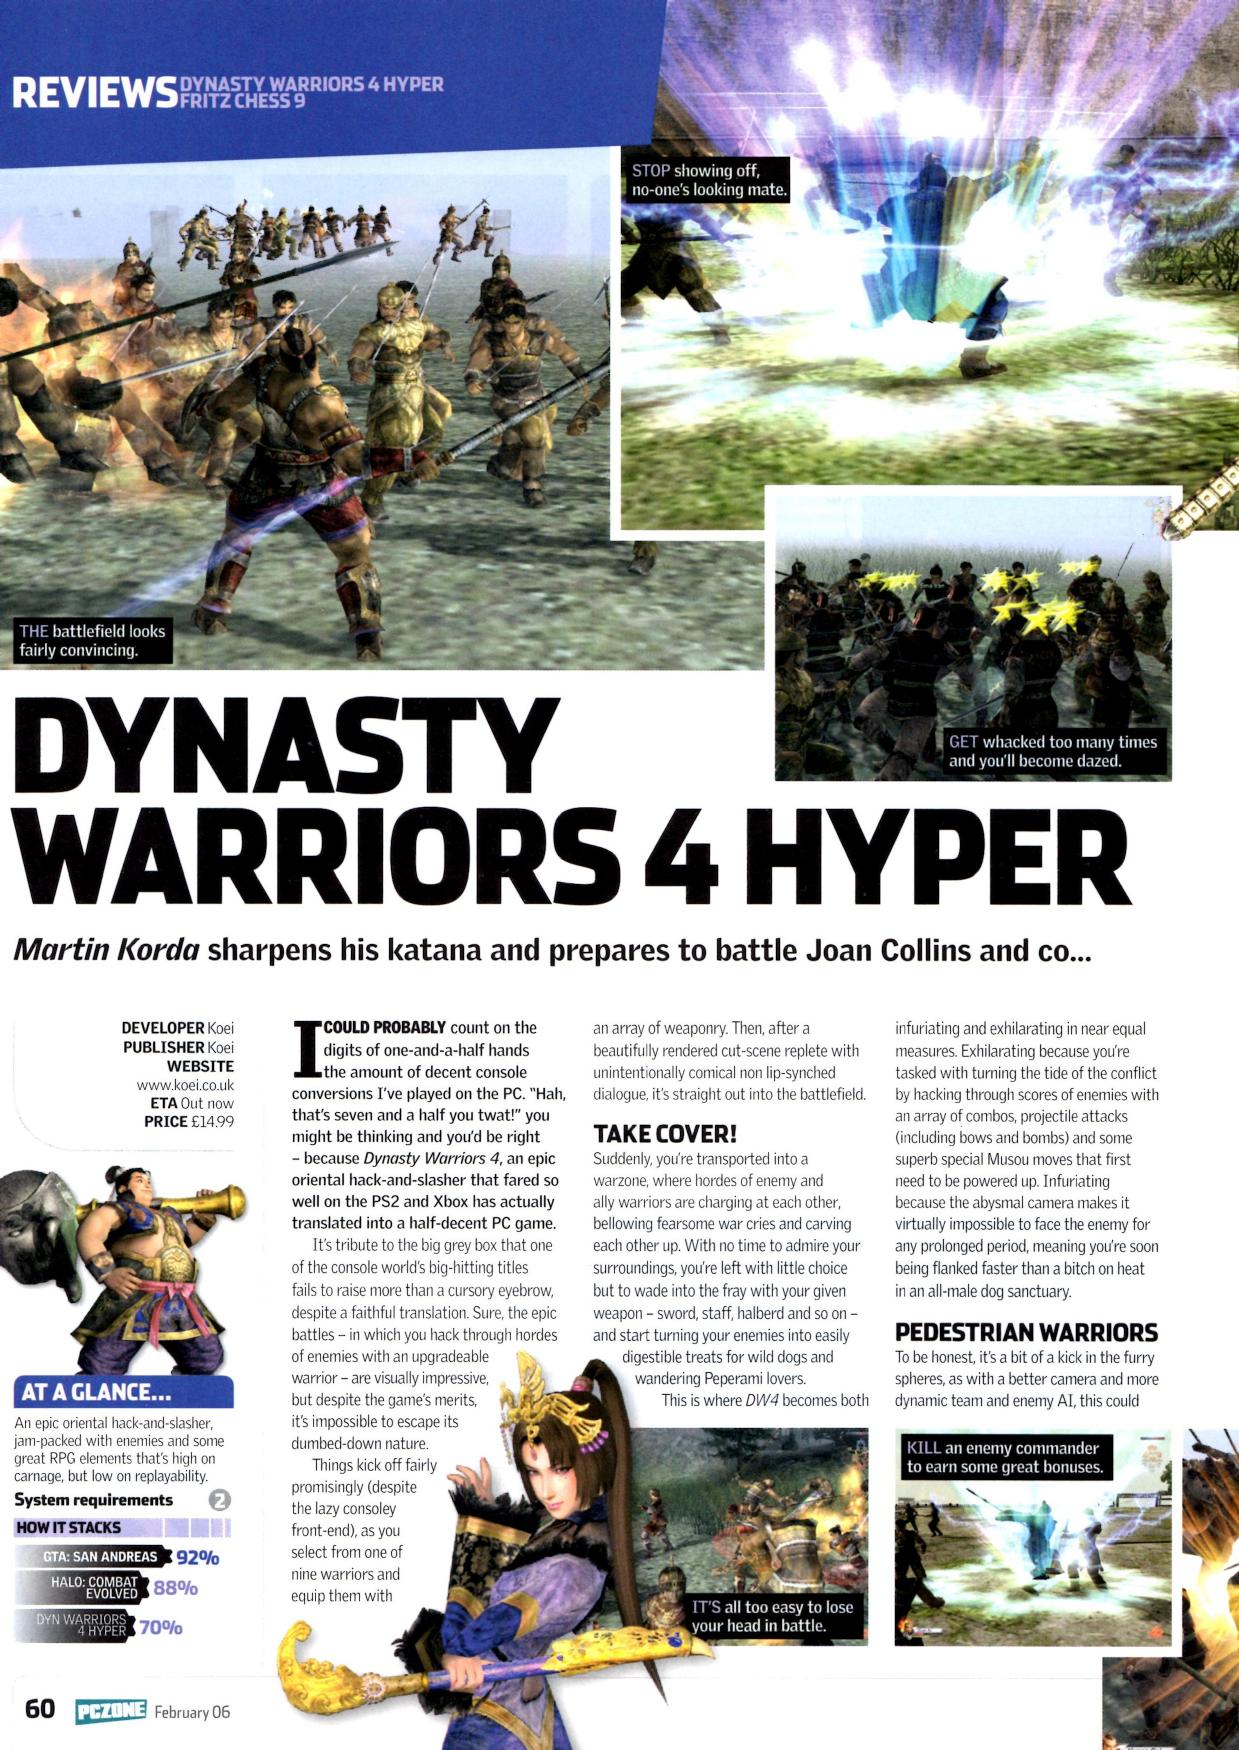 REVIEWS
DYNASTY WARRIORS 4 HYPER
FRITZ CHESS 9
STOP showing off,
no-one's looking mate.
THE battlefield looks
fairly convincing.
GET whacked too many times
and you'll become dazed.
DYNASTY
WARRIORS 4 HYPER
Martin Korda sharpens his katana and prepares to battle Joan Collins and co...
DEVELOPER Koei
PUBLISHER Koei
WEBSITE
www.koei.co.uk
ETA Out now
PRICE £14.99
AT A GLANCE...
An epic oriental hack-and-slasher,
jam-packed with enemies and some
great RPG elements that's high on
carnage, but low on replayability.
System requirements 2
HOW IT STACKS
GTA: SAN ANDREAS 92%
HALO: COMBAT
EVOLVED 88%
DYN WARRIORS
4 HYPER 70%
I COULD PROBABLY count on the
digits of one-and-a-half hands
the amount of decent console
conversions I've played on the PC. "Hah,
that's seven and a half you twat!" you
might be thinking and you'd be right
– because Dynasty Warriors 4, an epic
oriental hack-and-slasher that fared so
well on the PS2 and Xbox has actually
translated into a half-decent PC game.
It's tribute to the big grey box that one
of the console world's big-hitting titles
fails to raise more than a cursory eyebrow,
despite a faithful translation. Sure, the epic
battles – in which you hack through hordes
of enemies with an upgradeable
warrior – are visually impressive,
but despite the game's merits,
it's impossible to escape its
dumbed-down nature.
Things kick off fairly
promisingly (despite
the lazy consoley
front-end), as you
select from one of
nine warriors and
equip them with
an array of weaponry. Then, after a
beautifully rendered cut-scene replete with
unintentionally comical non lip-synched
dialogue, it's straight out into the battlefield.
TAKE COVER!
Suddenly, you're transported into a
warzone, where hordes of enemy and
ally warriors are charging at each other,
bellowing fearsome war cries and carving
each other up. With no time to admire your
surroundings, you're left with little choice
but to wade into the fray with your given
weapon – sword, staff, halberd and so on –
and start turning your enemies into easily
digestible treats for wild dogs and
wandering Peperami lovers.
This is where DW4 becomes both
infuriating and exhilarating in near equal
measures. Exhilarating because you're
tasked with turning the tide of the conflict
by hacking through scores of enemies with
an array of combos, projectile attacks
(including bows and bombs) and some
superb special Musou moves that first
need to be powered up. Infuriating
because the abysmal camera makes it
virtually impossible to face the enemy for
any prolonged period, meaning you're soon
being flanked faster than a bitch on heat
in an all-male dog sanctuary.
PEDESTRIAN WARRIORS
To be honest, it's a bit of a kick in the furry
spheres, as with a better camera and more
dynamic team and enemy AI, this could
IT'S all too easy to lose
your head in battle.
KILL an enemy commander
to earn some great bonuses.
60 PCZONE February 06